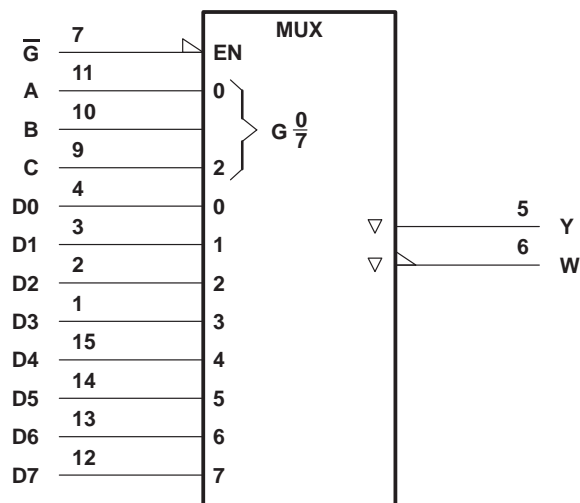 MUX
G̅ 7 EN
A 11 0
B 10
G 0/7
C 9 2
D0 4 0
D1 3 1
D2 2 2
D3 1 3
D4 15 4
D5 14 5
D6 13 6
D7 12 7
5 Y
6 W